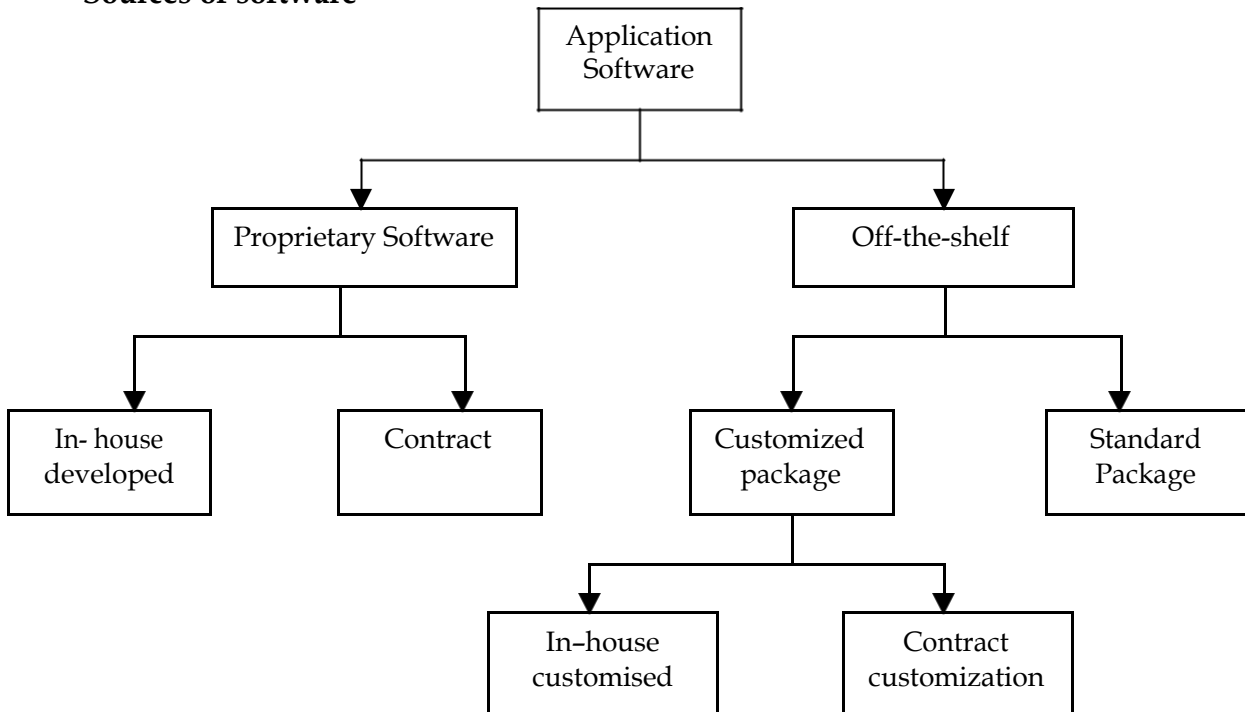 Sources of software
Application
Software
Proprietary Software
Off-the-shelf
In- house
developed
Contract
Customized
package
Standard
Package
In–house
customised
Contract
customization